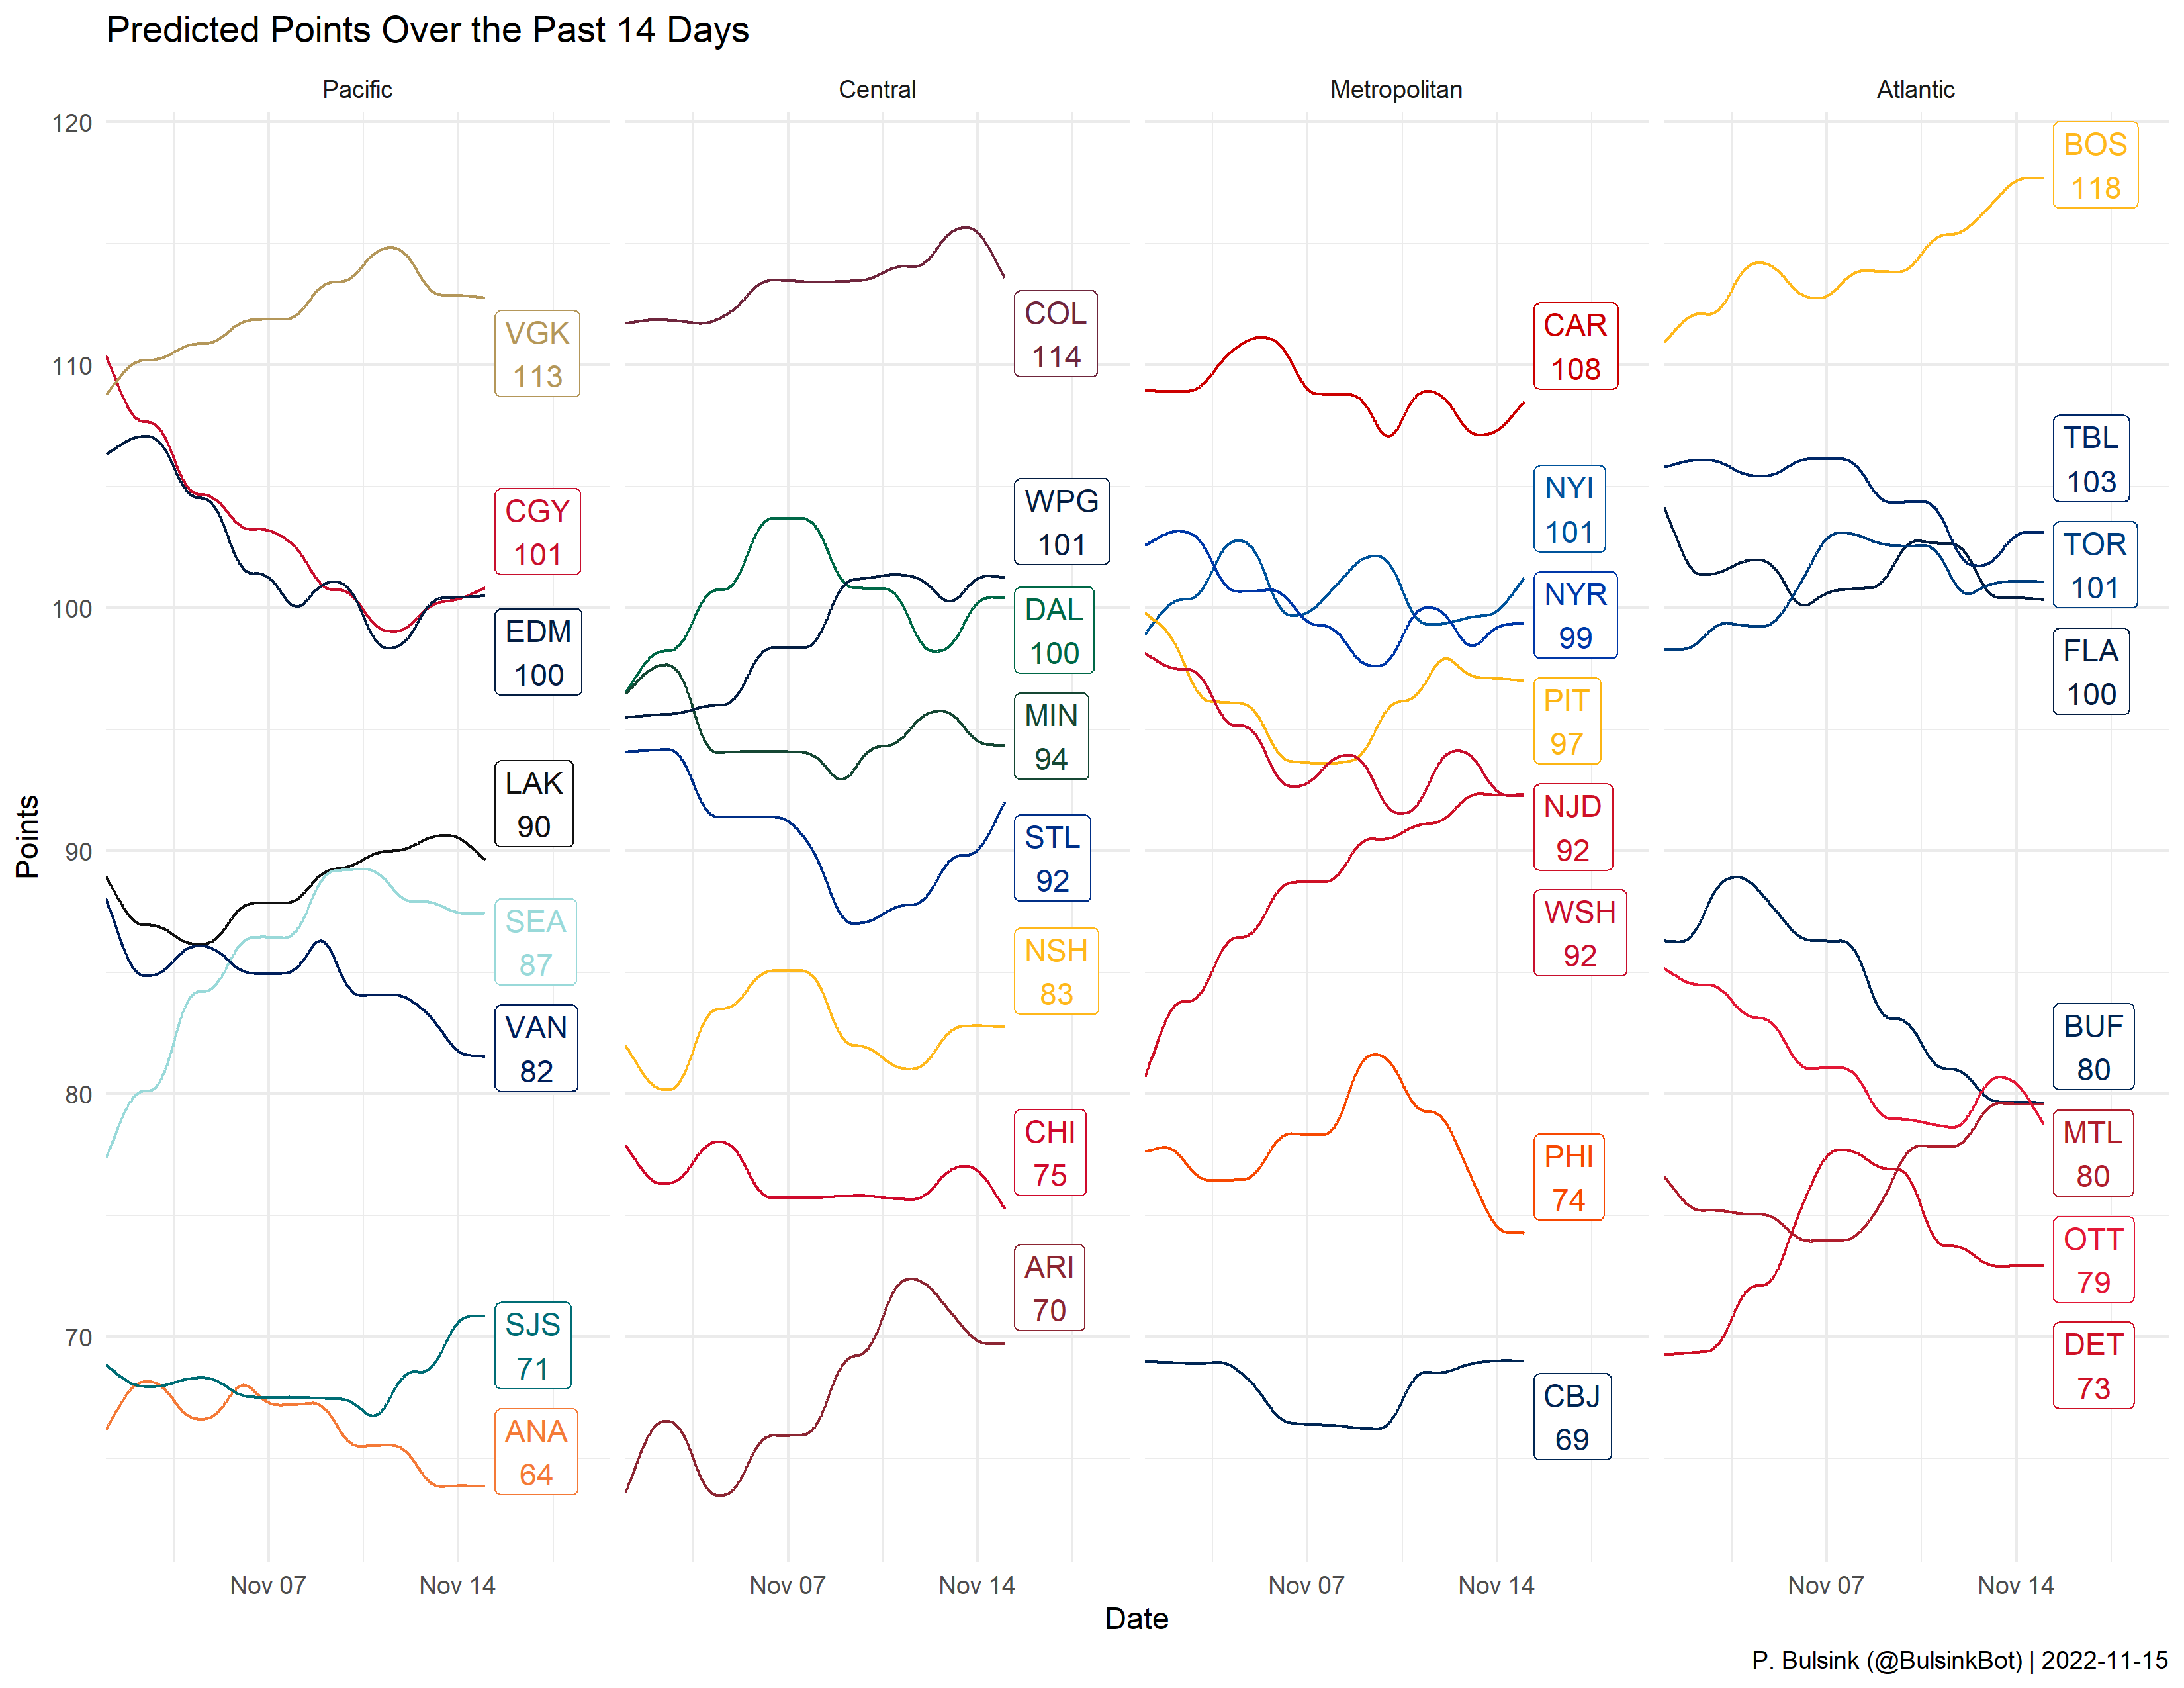 Predicted Points Over the Past 14 Days
Pacific
Central
Metropolitan
Atlantic
Points
120
110
100
90
80
70
VGK
113
CGY
101
EDM
100
LAK
90
SEA
87
VAN
82
SJS
71
ANA
64
COL
114
WPG
101
DAL
100
MIN
94
STL
92
NSH
83
CHI
75
ARI
70
CAR
108
NYI
101
NYR
99
PIT
97
NJD
92
WSH
92
PHI
74
CBJ
69
BOS
118
TBL
103
TOR
101
FLA
100
BUF
80
MTL
80
OTT
79
DET
73
Nov 07
Nov 14
Nov 07
Nov 14
Nov 07
Nov 14
Nov 07
Nov 14
Date
P. Bulsink (@BulsinkBot) | 2022-11-15